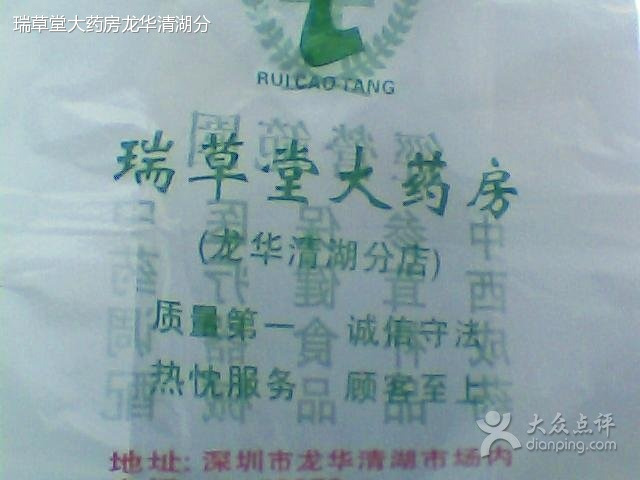 瑞草堂大药房龙华清湖分
RUI CAO TANG
瑞草堂大药房
(龙华清湖分店)
质量第一 诚信守法
热忱服务 顾客至上
地址: 深圳市龙华清湖市场内
大众点评
dianping.com